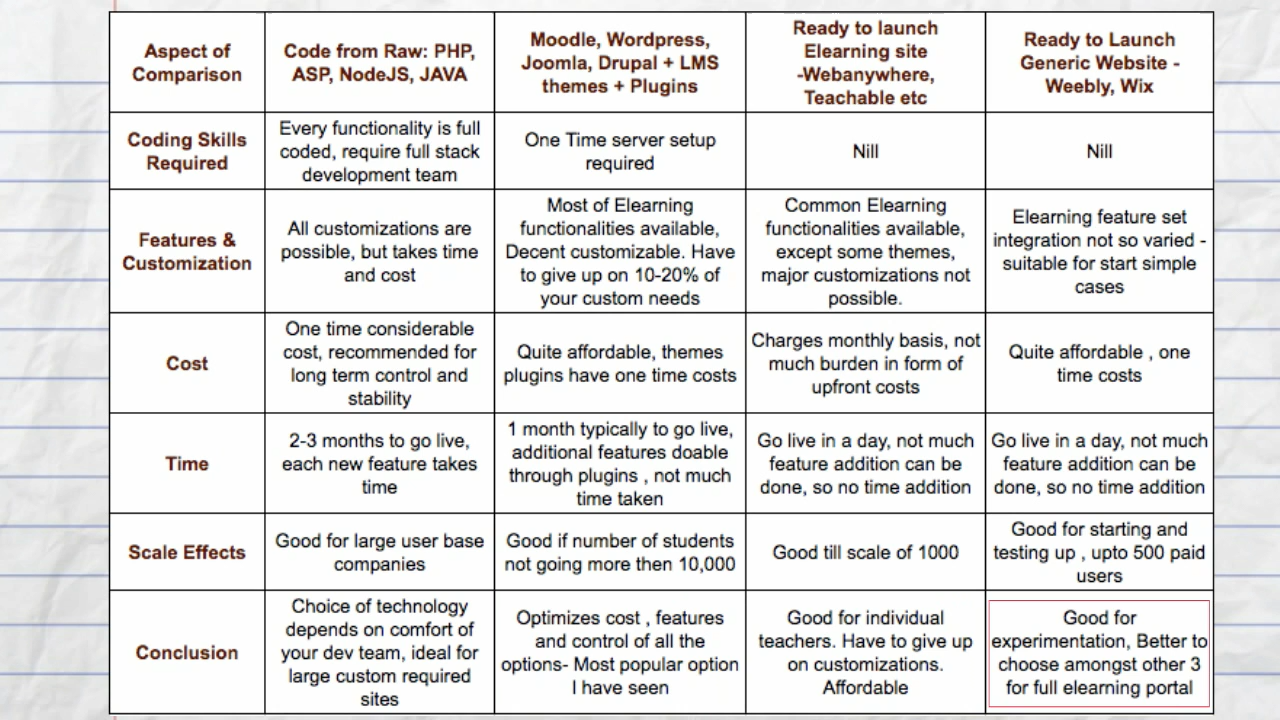 Aspect of
Comparison
Code from Raw: PHP,
ASP, NodeJS, JAVA
Moodle, Wordpress,
Joomla, Drupal + LMS
themes + Plugins
Ready to launch
Elearning site
-Webanywhere,
Teachable etc
Ready to Launch
Generic Website -
Weebly, Wix
Coding Skills
Required
Every functionality is full
coded, require full stack
development team
One Time server setup
required
Nill
Nill
Features &
Customization
All customizations are
possible, but takes time
and cost
Most of Elearning
functionalities available,
Decent customizable. Have
to give up on 10-20% of
your custom needs
Common Elearning
functionalities available,
except some themes,
major customizations not
possible.
Elearning feature set
integration not so varied -
suitable for start simple
cases
Cost
One time considerable
cost, recommended for
long term control and
stability
Quite affordable, themes
plugins have one time costs
Charges monthly basis, not
much burden in form of
upfront costs
Quite affordable , one
time costs
Time
2-3 months to go live,
each new feature takes
time
1 month typically to go live,
additional features doable
through plugins , not much
time taken
Go live in a day, not much
feature addition can be
done, so no time addition
Go live in a day, not much
feature addition can be
done, so no time addition
Scale Effects
Good for large user base
companies
Good if number of students
not going more then 10,000
Good till scale of 1000
Good for starting and
testing up , upto 500 paid
users
Conclusion
Choice of technology
depends on comfort of
your dev team, ideal for
large custom required
sites
Optimizes cost , features
and control of all the
options- Most popular option
I have seen
Good for individual
teachers. Have to give up
on customizations.
Affordable
Good for
experimentation, Better to
choose amongst other 3
for full elearning portal